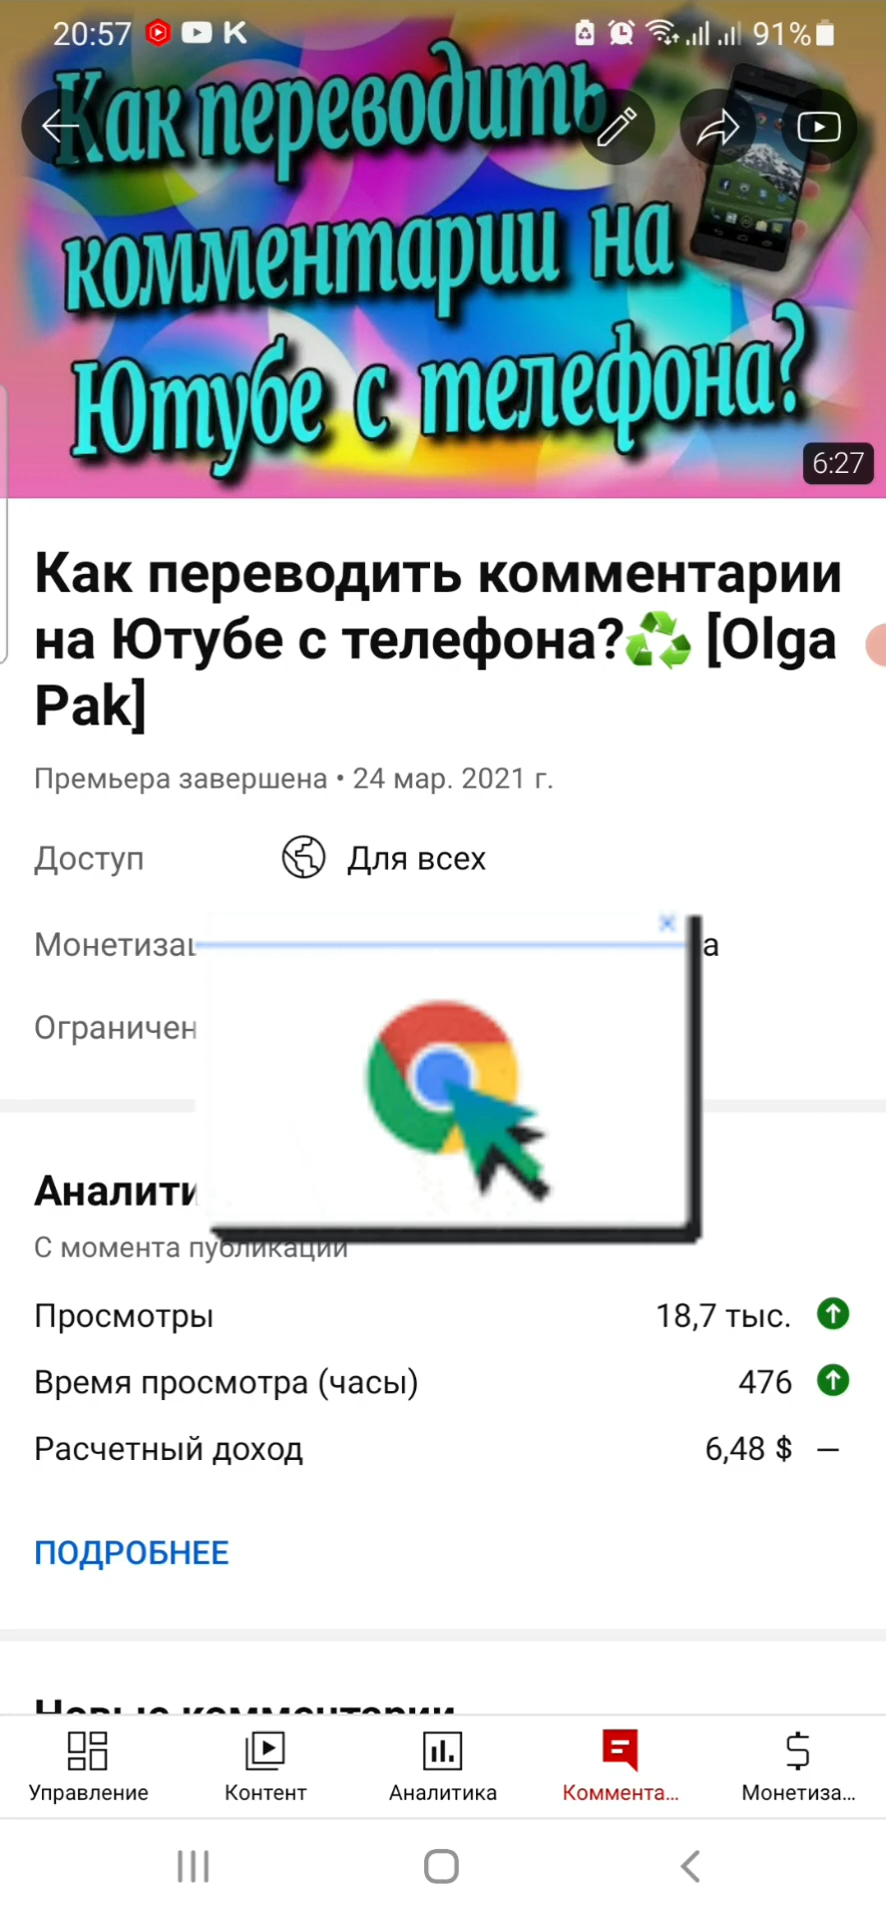 20:57 K 91%
Как переводить
комментарии на
Ютубе с телефона?
6:27
Как переводить комментарии
на Ютубе с телефона?♻️ [Olga
Pak]
Премьера завершена • 24 мар. 2021 г.
Доступ Для всех
С момента публикации
Просмотры 18,7 тыс.
Время просмотра (часы) 476
Расчетный доход 6,48 $ —
ПОДРОБНЕЕ
Новые комментарии
Управление Контент Аналитика Коммента... Монетиза...